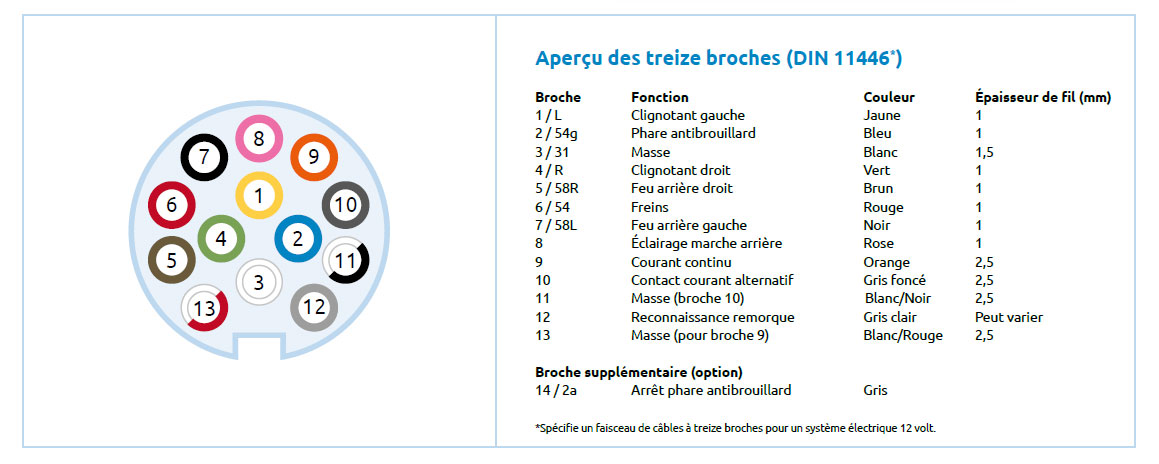 Aperçu des treize broches (DIN 11446*)
Broche Fonction Couleur Épaisseur de fil (mm)
1 / L Clignotant gauche Jaune 1
2 / 54g Phare antibrouillard Bleu 1
3 / 31 Masse Blanc 1,5
4 / R Clignotant droit Vert 1
5 / 58R Feu arrière droit Brun 1
6 / 54 Freins Rouge 1
7 / 58L Feu arrière gauche Noir 1
8 Éclairage marche arrière Rose 1
9 Courant continu Orange 2,5
10 Contact courant alternatif Gris foncé 2,5
11 Masse (broche 10) Blanc/Noir 2,5
12 Reconnaissance remorque Gris clair Peut varier
13 Masse (pour broche 9) Blanc/Rouge 2,5
Broche supplémentaire (option)
14 / 2a Arrêt phare antibrouillard Gris
*Spécifie un faisceau de câbles à treize broches pour un système électrique 12 volt.
8
7 9
6 1 10
4 2
5 11
3
13 12